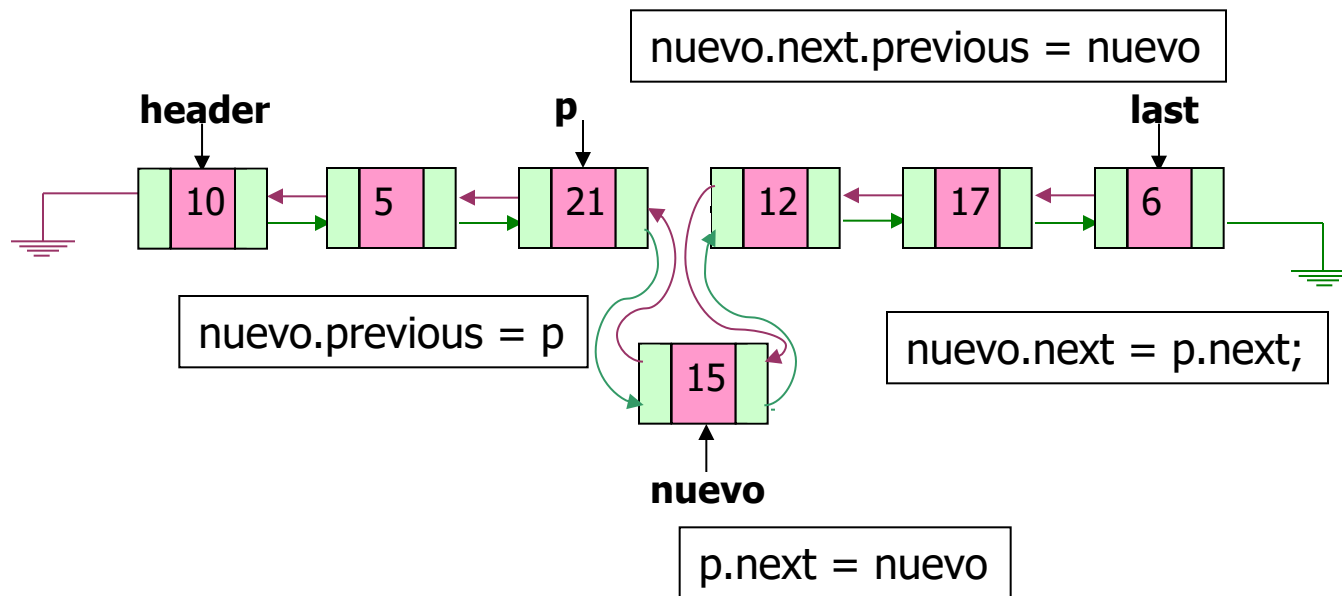 nuevo.next.previous = nuevo
header p last
10 5 21 12 17 6
nuevo.previous = p
nuevo.next = p.next;
15
nuevo
p.next = nuevo